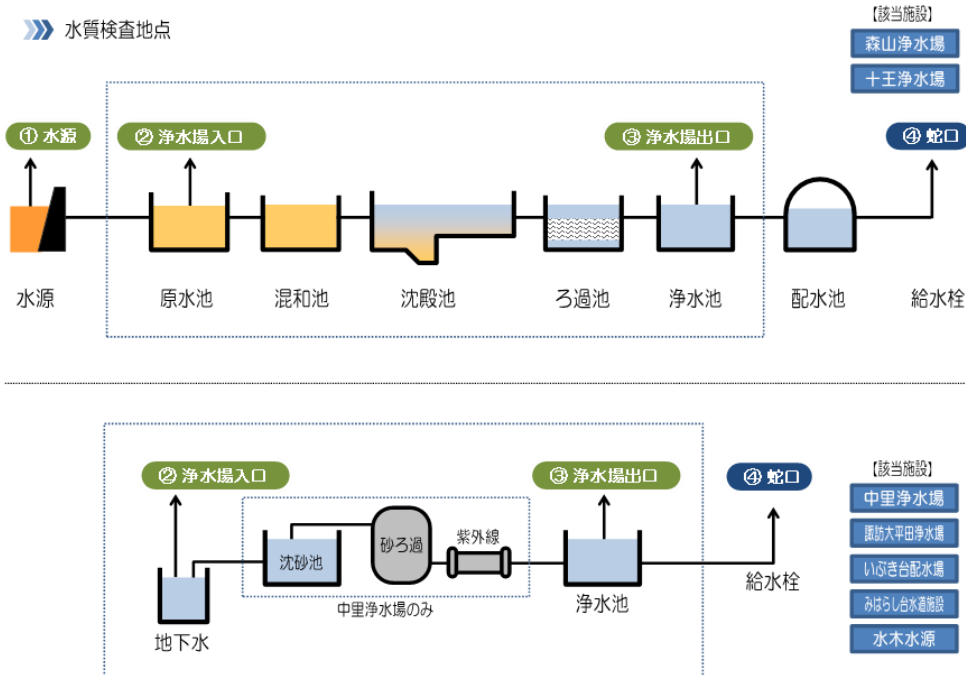 水質検査地点
【該当施設】
森山浄水場
十王浄水場
① 水源
② 浄水場入口
③ 浄水場出口
④ 蛇口
水源
原水池
混和池
沈殿池
ろ過池
浄水池
配水池
給水栓
② 浄水場入口
③ 浄水場出口
④ 蛇口
【該当施設】
中里浄水場
諏訪大平田浄水場
いぶき台配水場
みはらし台水道施設
水木水源
沈砂池
砂ろ過
紫外線
中里浄水場のみ
地下水
浄水池
給水栓